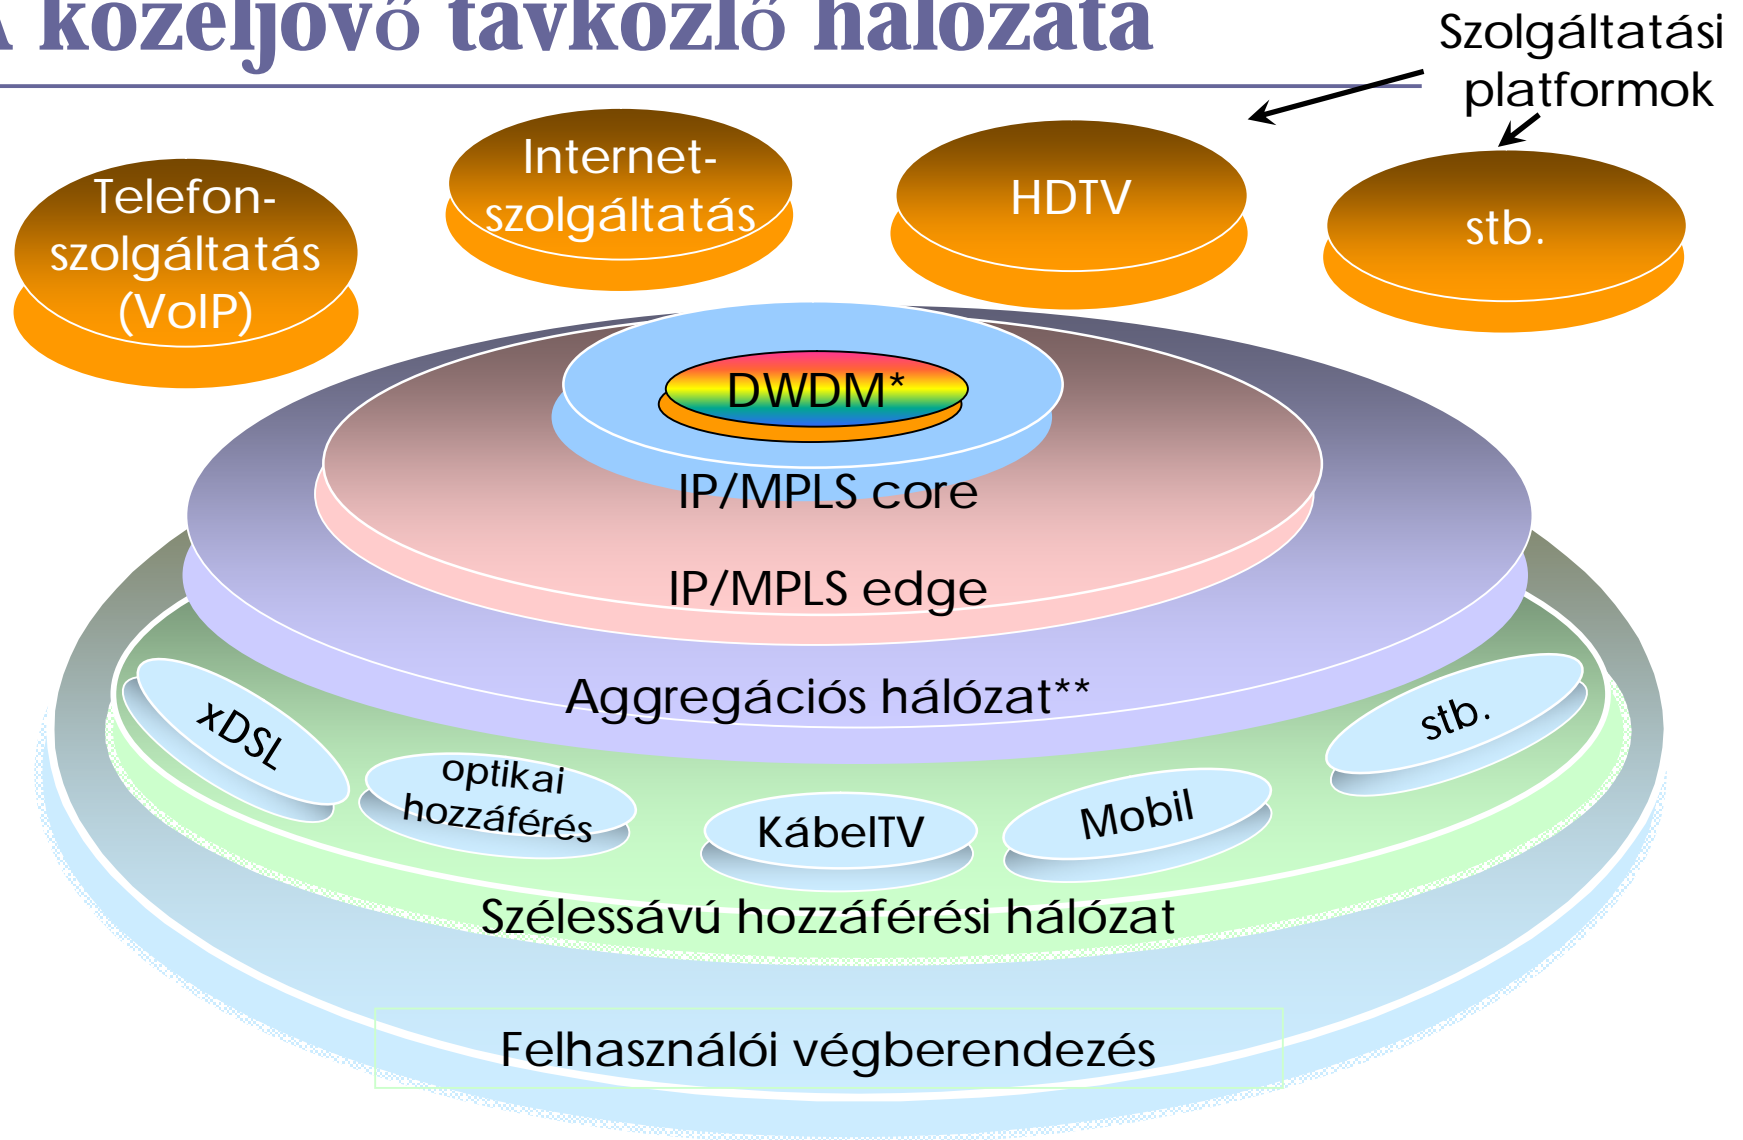 A közeljövő távközlő hálózata
Szolgáltatási
platformok
Telefon-
szolgáltatás
(VoIP)
Internet-
szolgáltatás
HDTV
stb.
DWDM*
IP/MPLS core
IP/MPLS edge
Aggregációs hálózat**
xDSL
optikai
hozzáférés
KábelTV
Mobil
stb.
Szélessávú hozzáférési hálózat
Felhasználói végberendezés